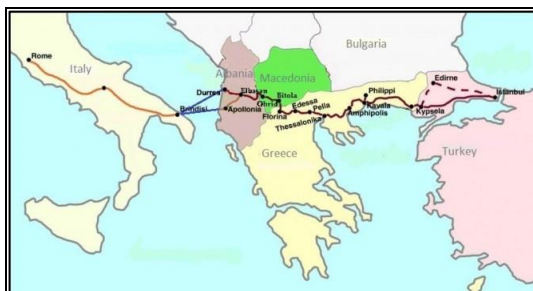 Bulgaria
Rome
Italy
Albania
Macedonia
Edirne
Istanbul
Durres
Elbasan
Bitola
Ohrid
Philippi
Brindisi
Apollonia
Edessa
Pella
Kavala
Kypsela
Florina
Amphipolis
Thessalonika
Greece
Turkey